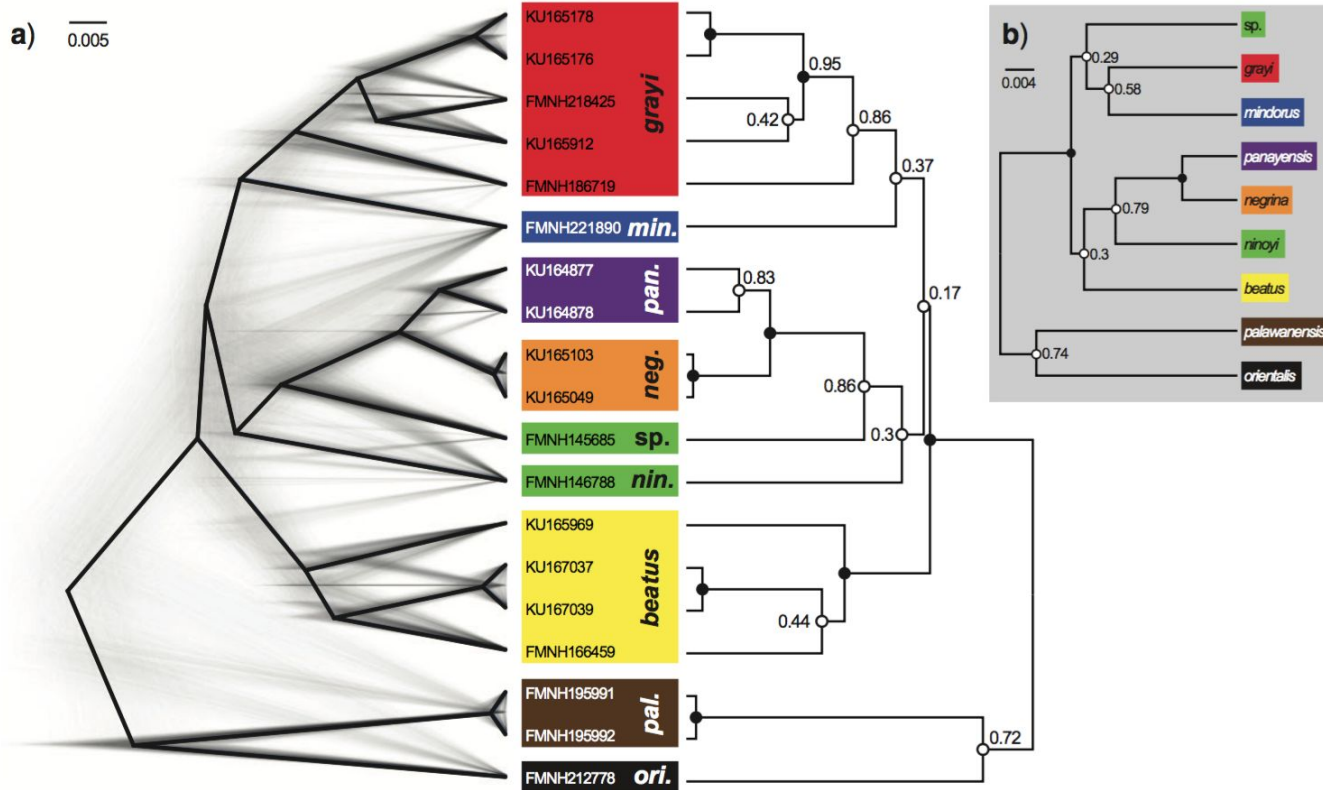 a)
0.005
KU165178
KU165176
FMNH218425
KU165912
FMNH186719
grayi
FMNH221890 min.
KU164877
KU164878
pan.
KU165103
KU165049
neg.
FMNH145685 sp.
FMNH146788 nin.
KU165969
KU167037
KU167039
FMNH166459
beatus
FMNH195991
FMNH195992
pal.
FMNH212778 ori.
0.95
0.42
0.86
0.37
0.83
0.17
0.86
0.3
0.44
0.72
b)
0.004
sp.
0.29
grayi
0.58
mindorus
panayensis
negrina
0.79
ninoyi
0.3
beatus
palawanensis
0.74
orientalis